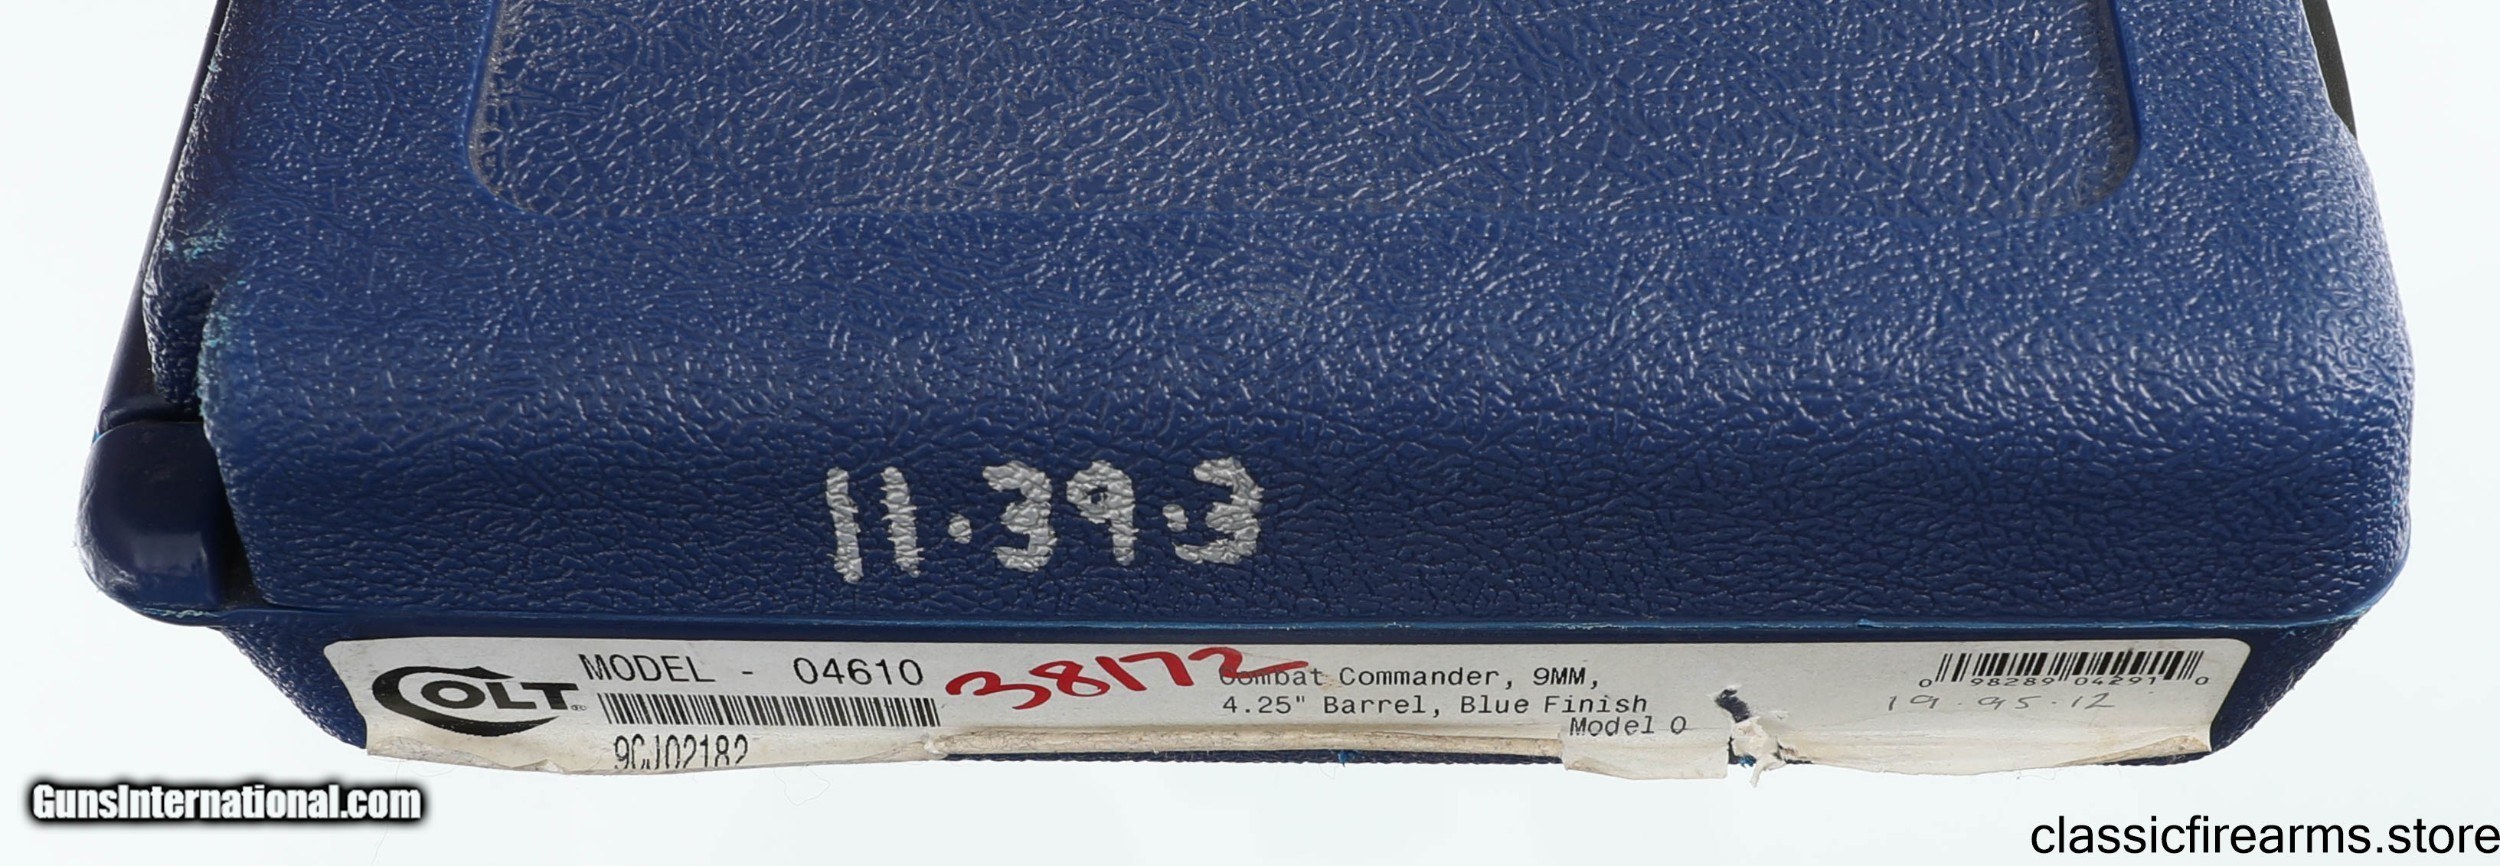 11.39.3
COLT®
MODEL - 04610
38172
Combat Commander, 9MM,
4.25" Barrel, Blue Finish
Model O
0 98289 04291 0
19.95.12
9CJ02182
GunsInternational.com
classicfirearms.store